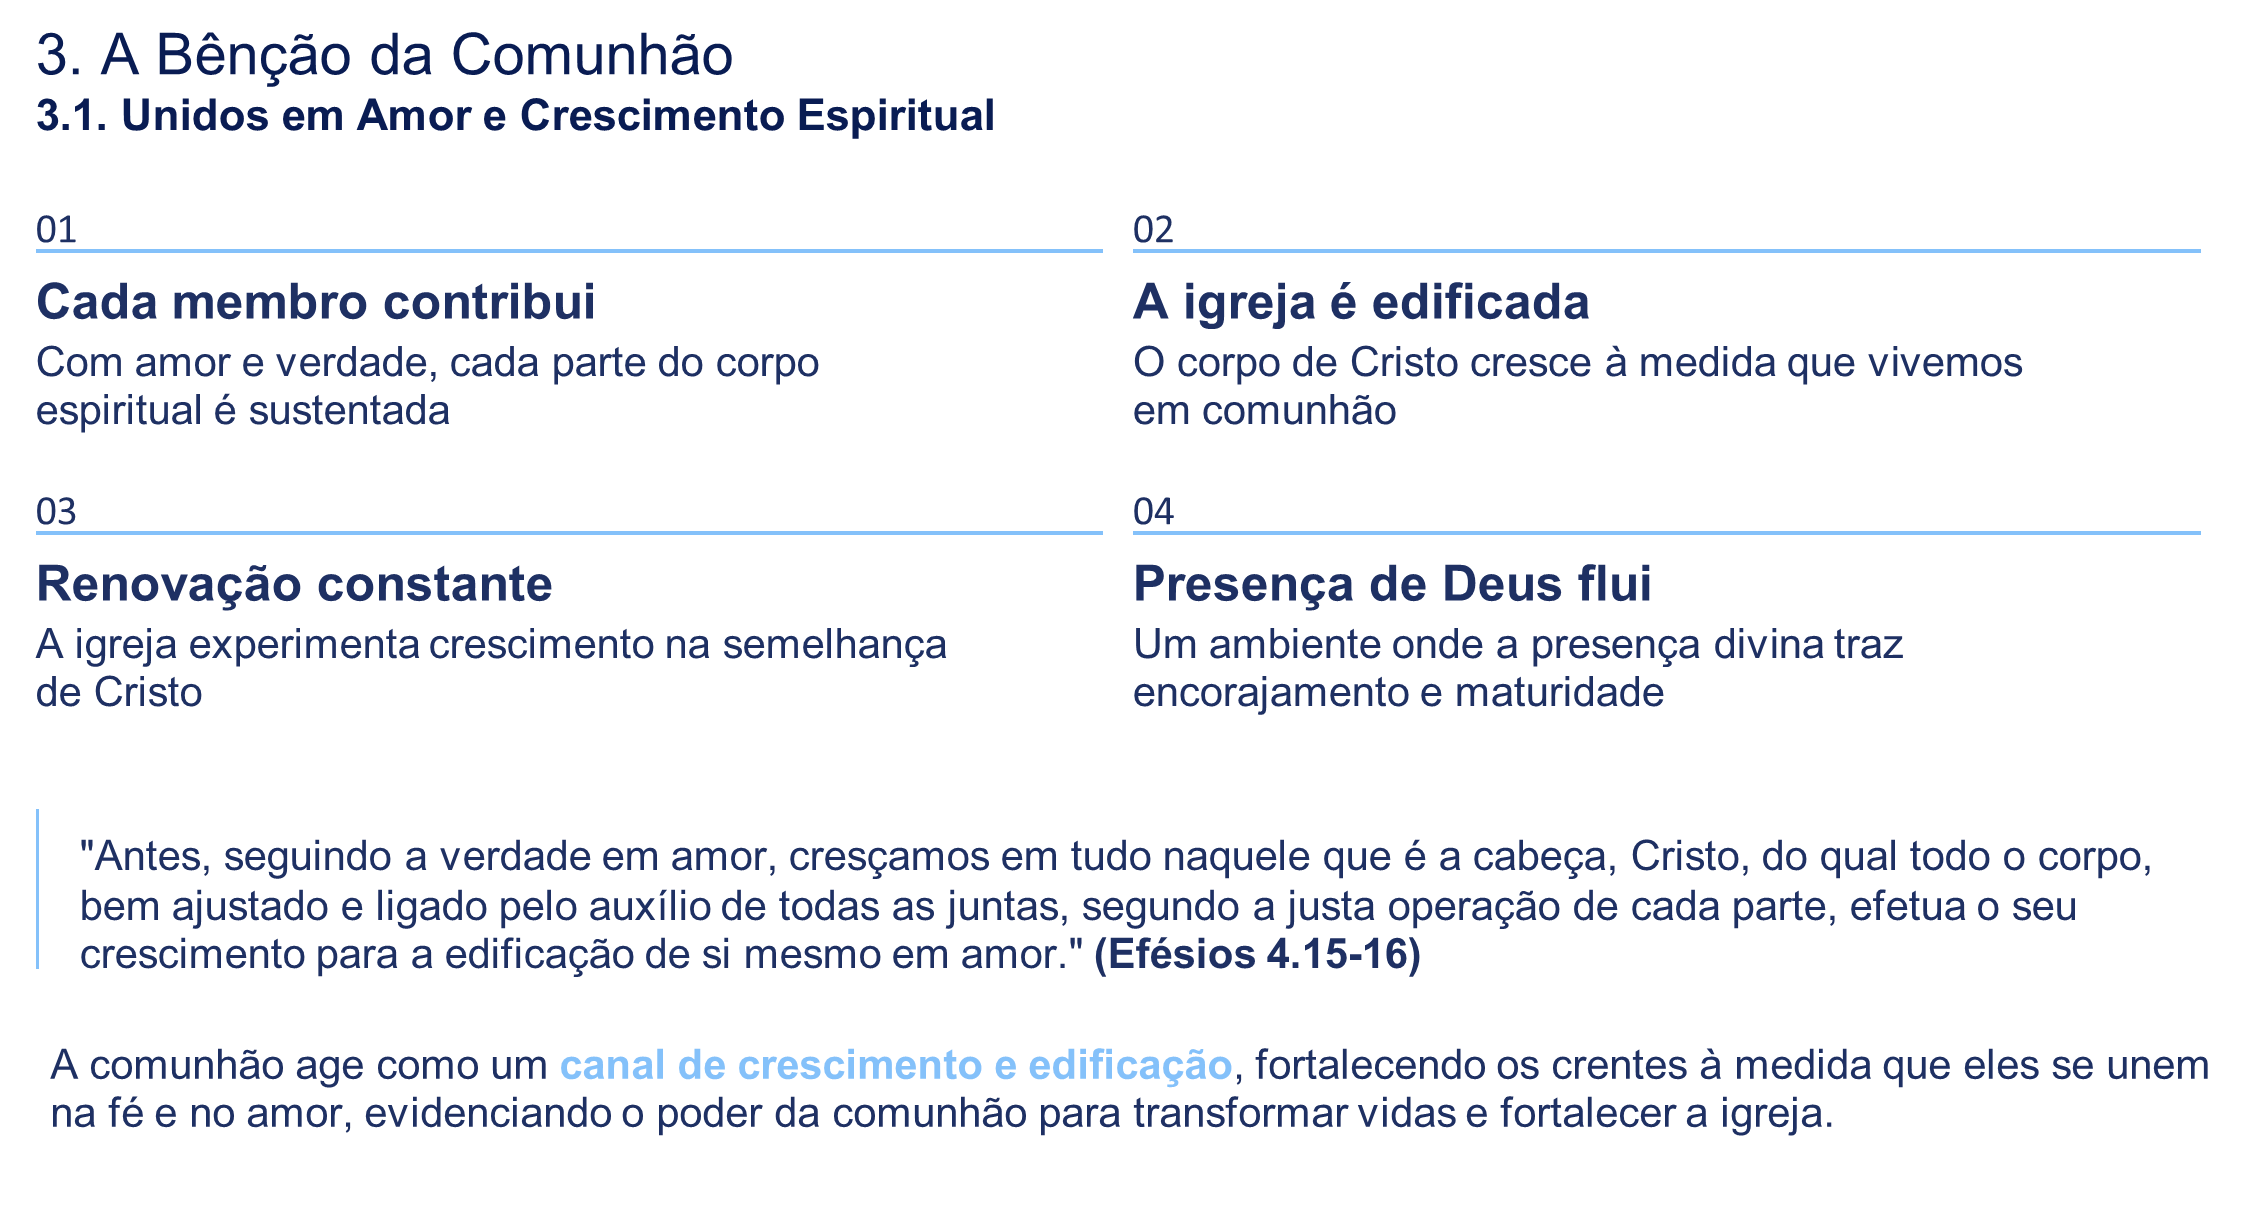 3. A Bênção da Comunhão
3.1. Unidos em Amor e Crescimento Espiritual
01
Cada membro contribui
Com amor e verdade, cada parte do corpo
espiritual é sustentada
02
A igreja é edificada
O corpo de Cristo cresce à medida que vivemos
em comunhão
03
Renovação constante
A igreja experimenta crescimento na semelhança
de Cristo
04
Presença de Deus flui
Um ambiente onde a presença divina traz
encorajamento e maturidade
"Antes, seguindo a verdade em amor, cresçamos em tudo naquele que é a cabeça, Cristo, do qual todo o corpo,
bem ajustado e ligado pelo auxílio de todas as juntas, segundo a justa operação de cada parte, efetua o seu
crescimento para a edificação de si mesmo em amor." (Efésios 4.15-16)
A comunhão age como um canal de crescimento e edificação, fortalecendo os crentes à medida que eles se unem
na fé e no amor, evidenciando o poder da comunhão para transformar vidas e fortalecer a igreja.